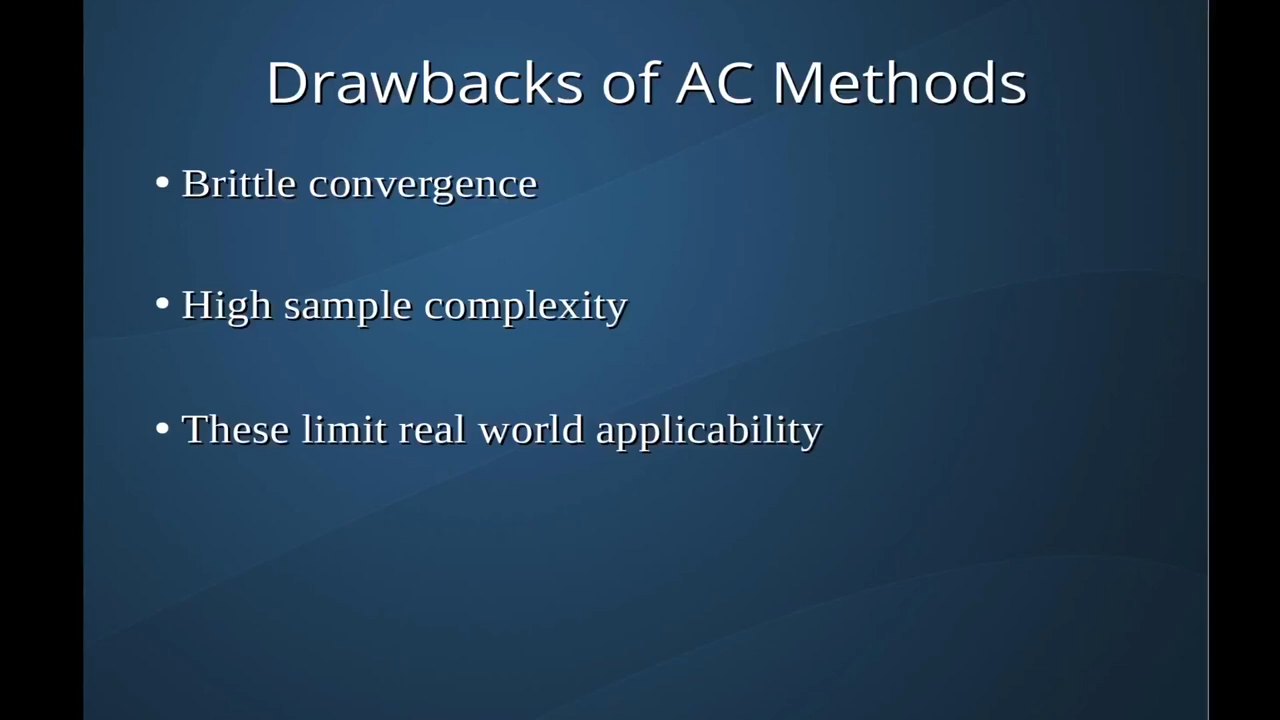 Drawbacks of AC Methods
• Brittle convergence
• High sample complexity
• These limit real world applicability